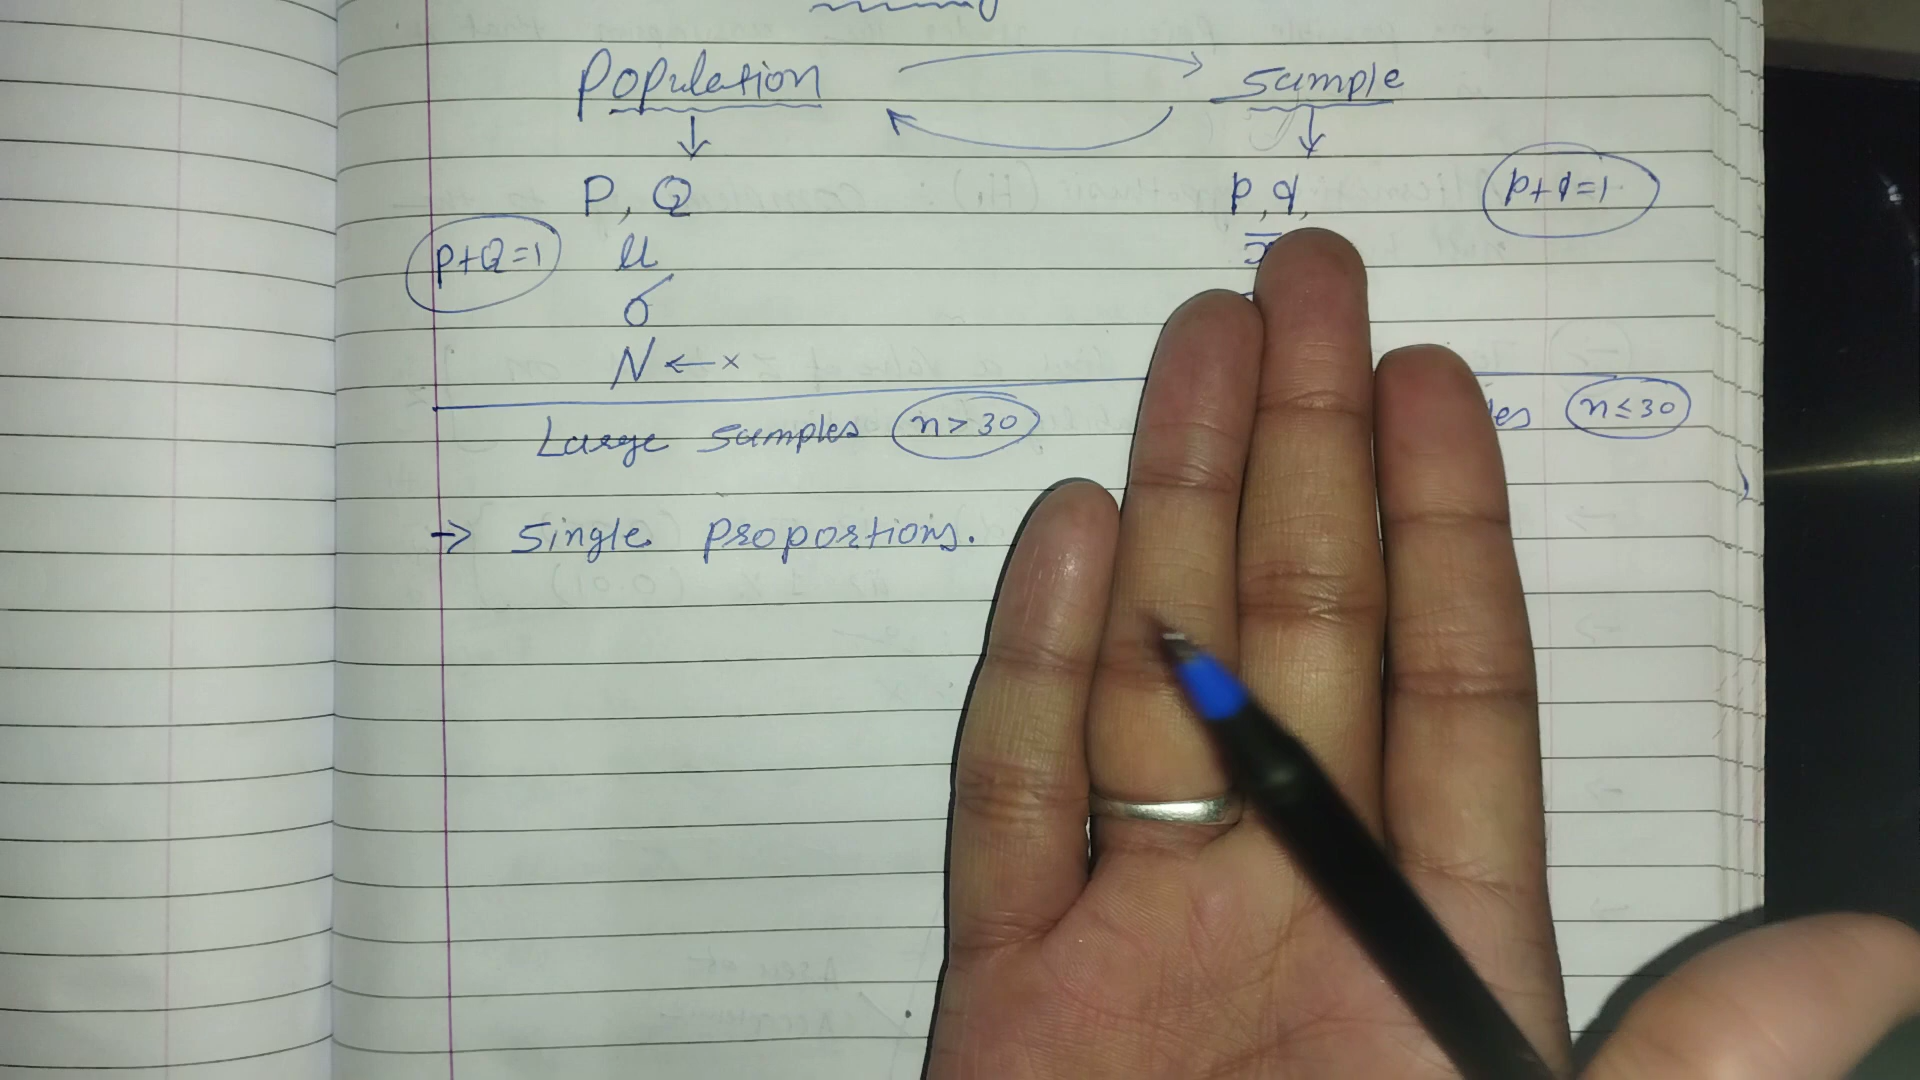 Population Sample
P, Q p, q,
p+q=1
P+Q=1 μ x̄
σ
N ← ×
Large Samples n > 30 n ≤ 30
→ Single Proportions.